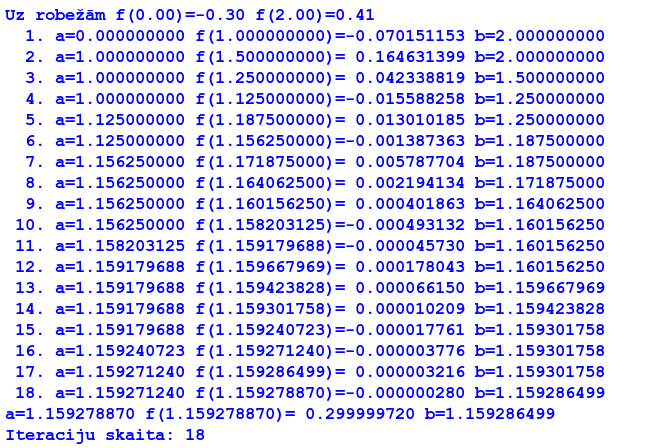 Uz robežām f(0.00)=-0.30 f(2.00)=0.41
1. a=0.000000000 f(1.000000000)=-0.070151153 b=2.000000000
2. a=1.000000000 f(1.500000000)= 0.164631399 b=2.000000000
3. a=1.000000000 f(1.250000000)= 0.042338819 b=1.500000000
4. a=1.000000000 f(1.125000000)=-0.015588258 b=1.250000000
5. a=1.125000000 f(1.187500000)= 0.013010185 b=1.250000000
6. a=1.125000000 f(1.156250000)=-0.001387363 b=1.187500000
7. a=1.156250000 f(1.171875000)= 0.005787704 b=1.187500000
8. a=1.156250000 f(1.164062500)= 0.002194134 b=1.171875000
9. a=1.156250000 f(1.160156250)= 0.000401863 b=1.164062500
10. a=1.156250000 f(1.158203125)=-0.000493132 b=1.160156250
11. a=1.158203125 f(1.159179688)=-0.000045730 b=1.160156250
12. a=1.159179688 f(1.159667969)= 0.000178043 b=1.160156250
13. a=1.159179688 f(1.159423828)= 0.000066150 b=1.159667969
14. a=1.159179688 f(1.159301758)= 0.000010209 b=1.159423828
15. a=1.159179688 f(1.159240723)=-0.000017761 b=1.159301758
16. a=1.159240723 f(1.159271240)=-0.000003776 b=1.159301758
17. a=1.159271240 f(1.159286499)= 0.000003216 b=1.159301758
18. a=1.159271240 f(1.159278870)=-0.000000280 b=1.159286499
a=1.159278870 f(1.159278870)= 0.299999720 b=1.159286499
Iteraciju skaita: 18